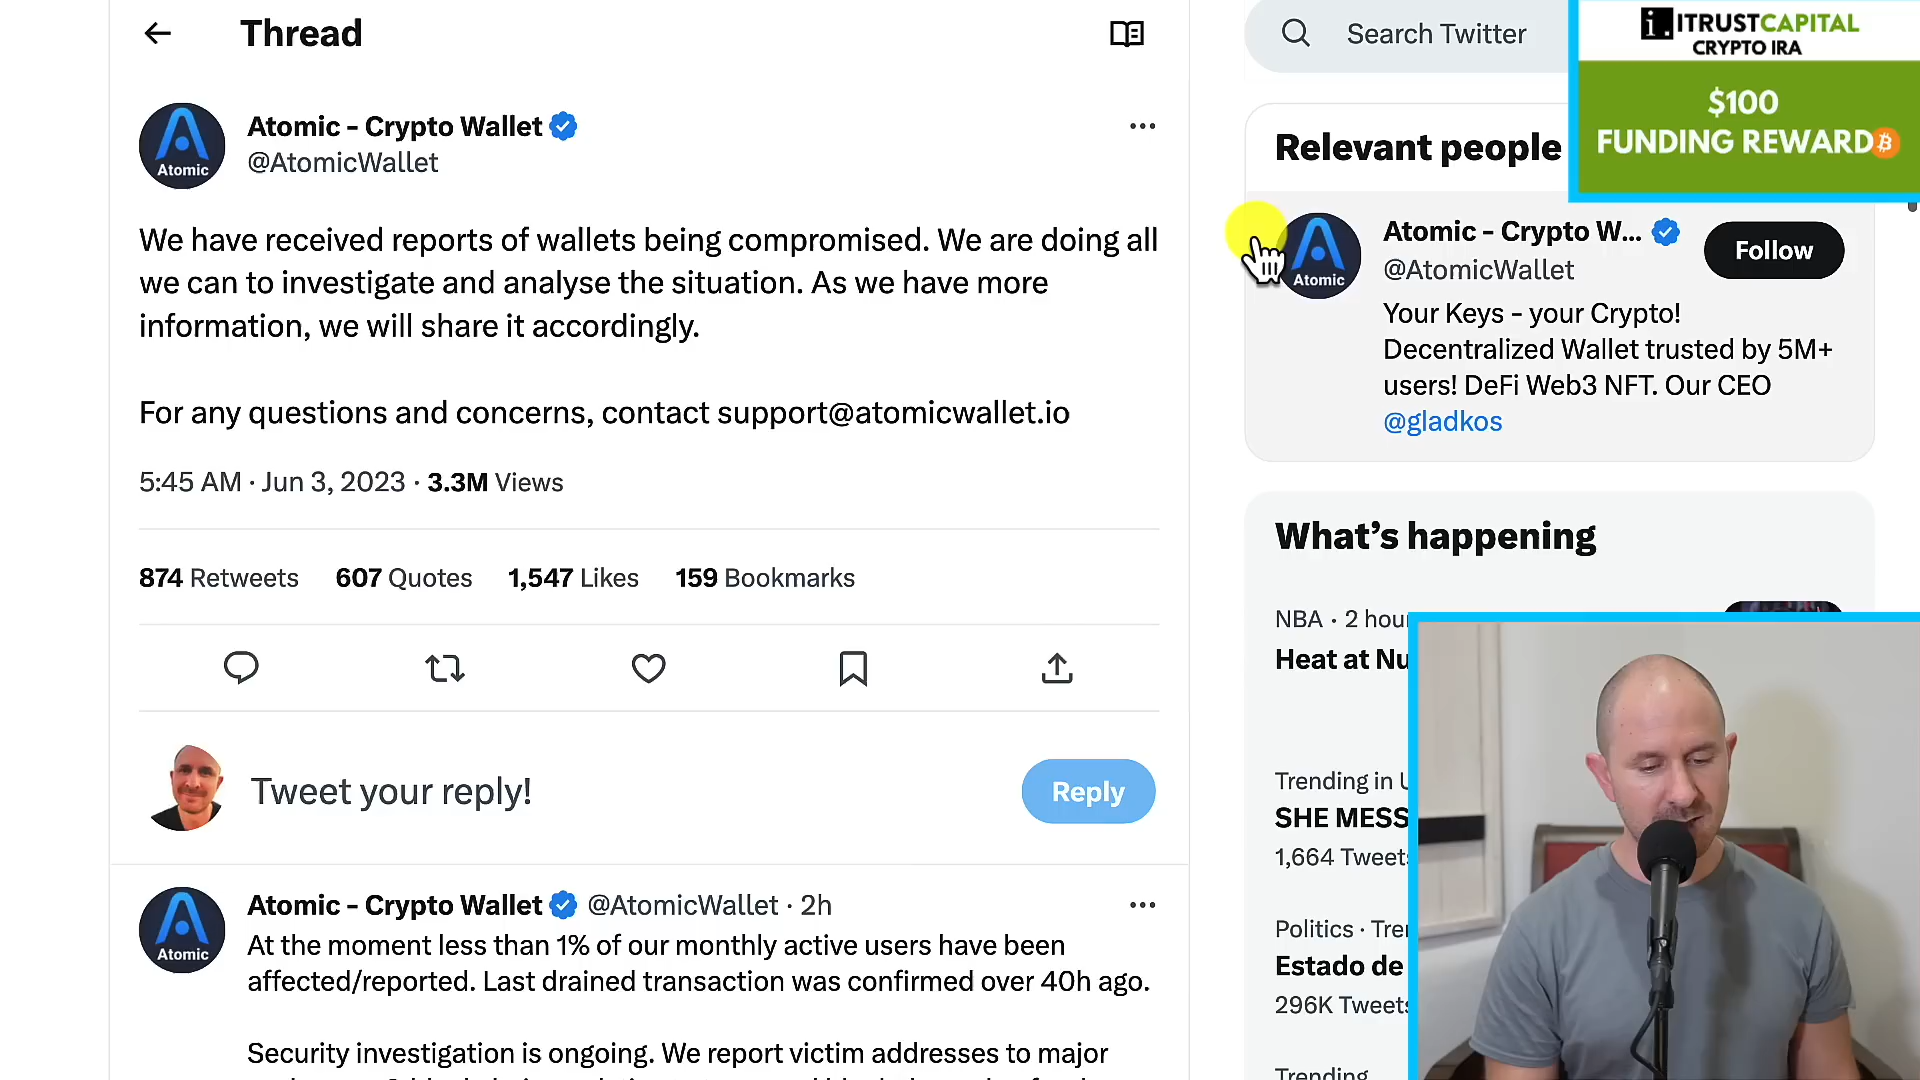 Thread
Atomic - Crypto Wallet
@AtomicWallet
Atomic
We have received reports of wallets being compromised. We are doing all
we can to investigate and analyse the situation. As we have more
information, we will share it accordingly.
For any questions and concerns, contact support@atomicwallet.io
5:45 AM · Jun 3, 2023 · 3.3M Views
874 Retweets 607 Quotes 1,547 Likes 159 Bookmarks
Tweet your reply!
Reply
Atomic - Crypto Wallet @AtomicWallet · 2h
Atomic
At the moment less than 1% of our monthly active users have been
affected/reported. Last drained transaction was confirmed over 40h ago.
Security investigation is ongoing. We report victim addresses to major
Search Twitter
i. ITRUSTCAPITAL
CRYPTO IRA
$100
FUNDING REWARD
Relevant people
Atomic - Crypto W...
@AtomicWallet
Atomic
Follow
Your Keys - your Crypto!
Decentralized Wallet trusted by 5M+
users! DeFi Web3 NFT. Our CEO
@gladkos
What's happening
NBA · 2 hou
Heat at Nu
Trending in
SHE MESS
1,664 Tweets
Politics · Tre
Estado de
296K Tweets
Trending